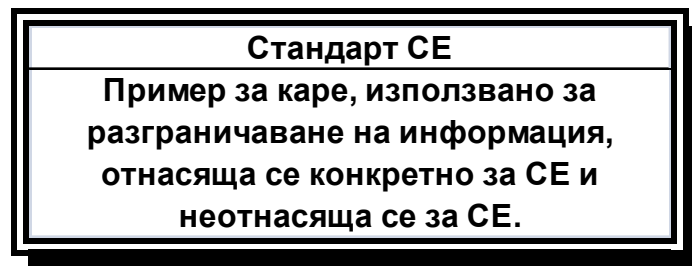 Стандарт CE
Пример за каре, използвано за
разграничаване на информация,
отнасяща се конкретно за CE и
неотнасяща се за CE.